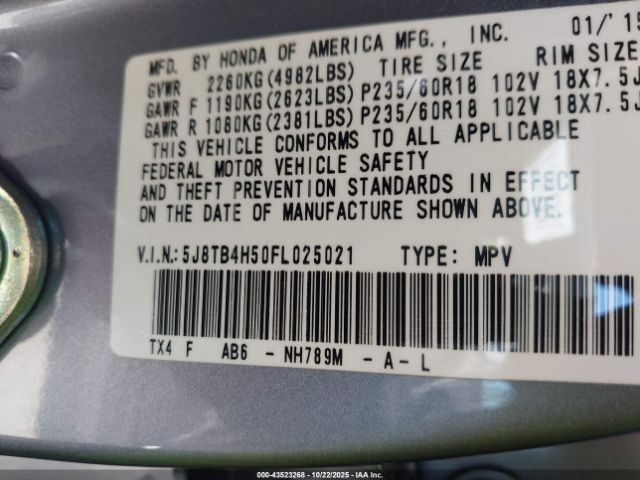 MFD. BY HONDA OF AMERICA MFG., INC. 01/'15
GVWR 2260KG(4982LBS) TIRE SIZE RIM SIZE
GAWR F 1190KG(2623LBS) P235/60R18 102V 18X7.5J
GAWR R 1080KG(2381LBS) P235/60R18 102V 18X7.5J
THIS VEHICLE CONFORMS TO ALL APPLICABLE
FEDERAL MOTOR VEHICLE SAFETY
AND THEFT PREVENTION STANDARDS IN EFFECT
ON THE DATE OF MANUFACTURE SHOWN ABOVE.
V.I.N.: 5J8TB4H50FL025021 TYPE: MPV
TX4 F AB6 - NH789M - A - L
000-43523268 • 10/22/2025 • IAA Inc.